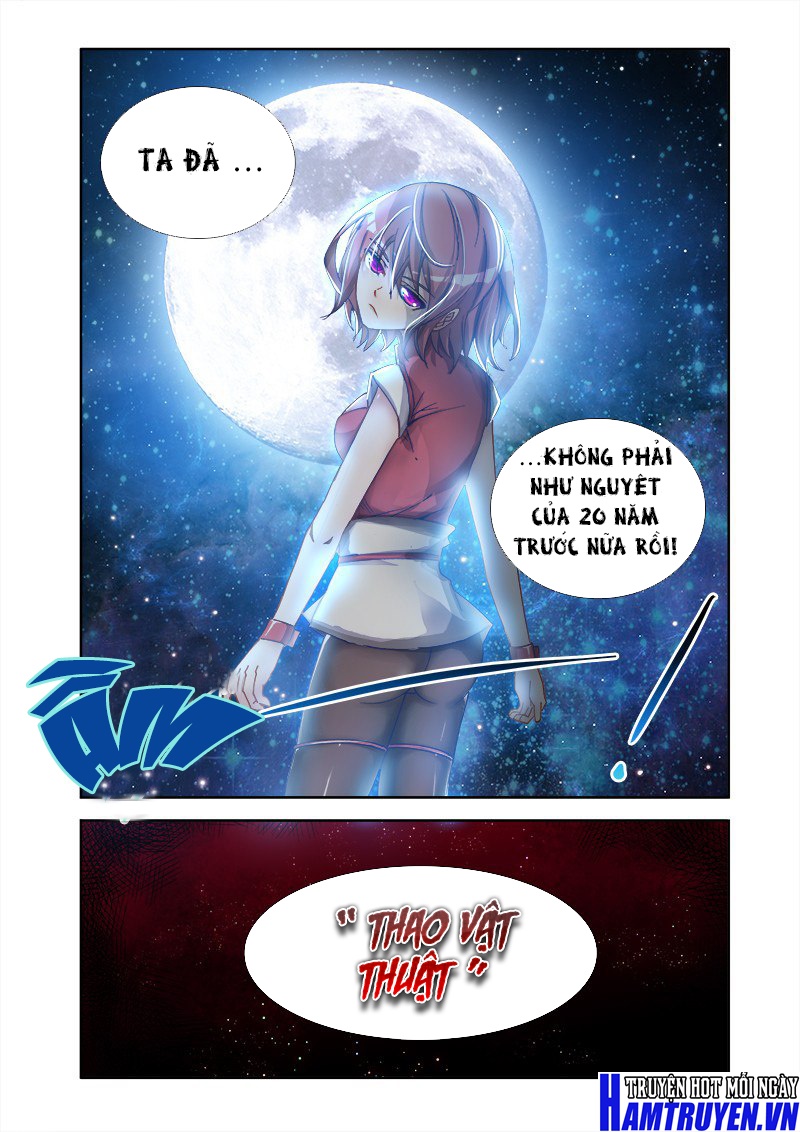 TA ĐÃ ...
...KHÔNG PHẢI
NHƯ NGUYỆT
CỦA 20 NĂM
TRƯỚC NỮA RỒI!
ẦM
!
"THAO VẬT
THUẬT"
TRUYỆN HOT MỖI NGÀY
HAMTRUYEN.VN